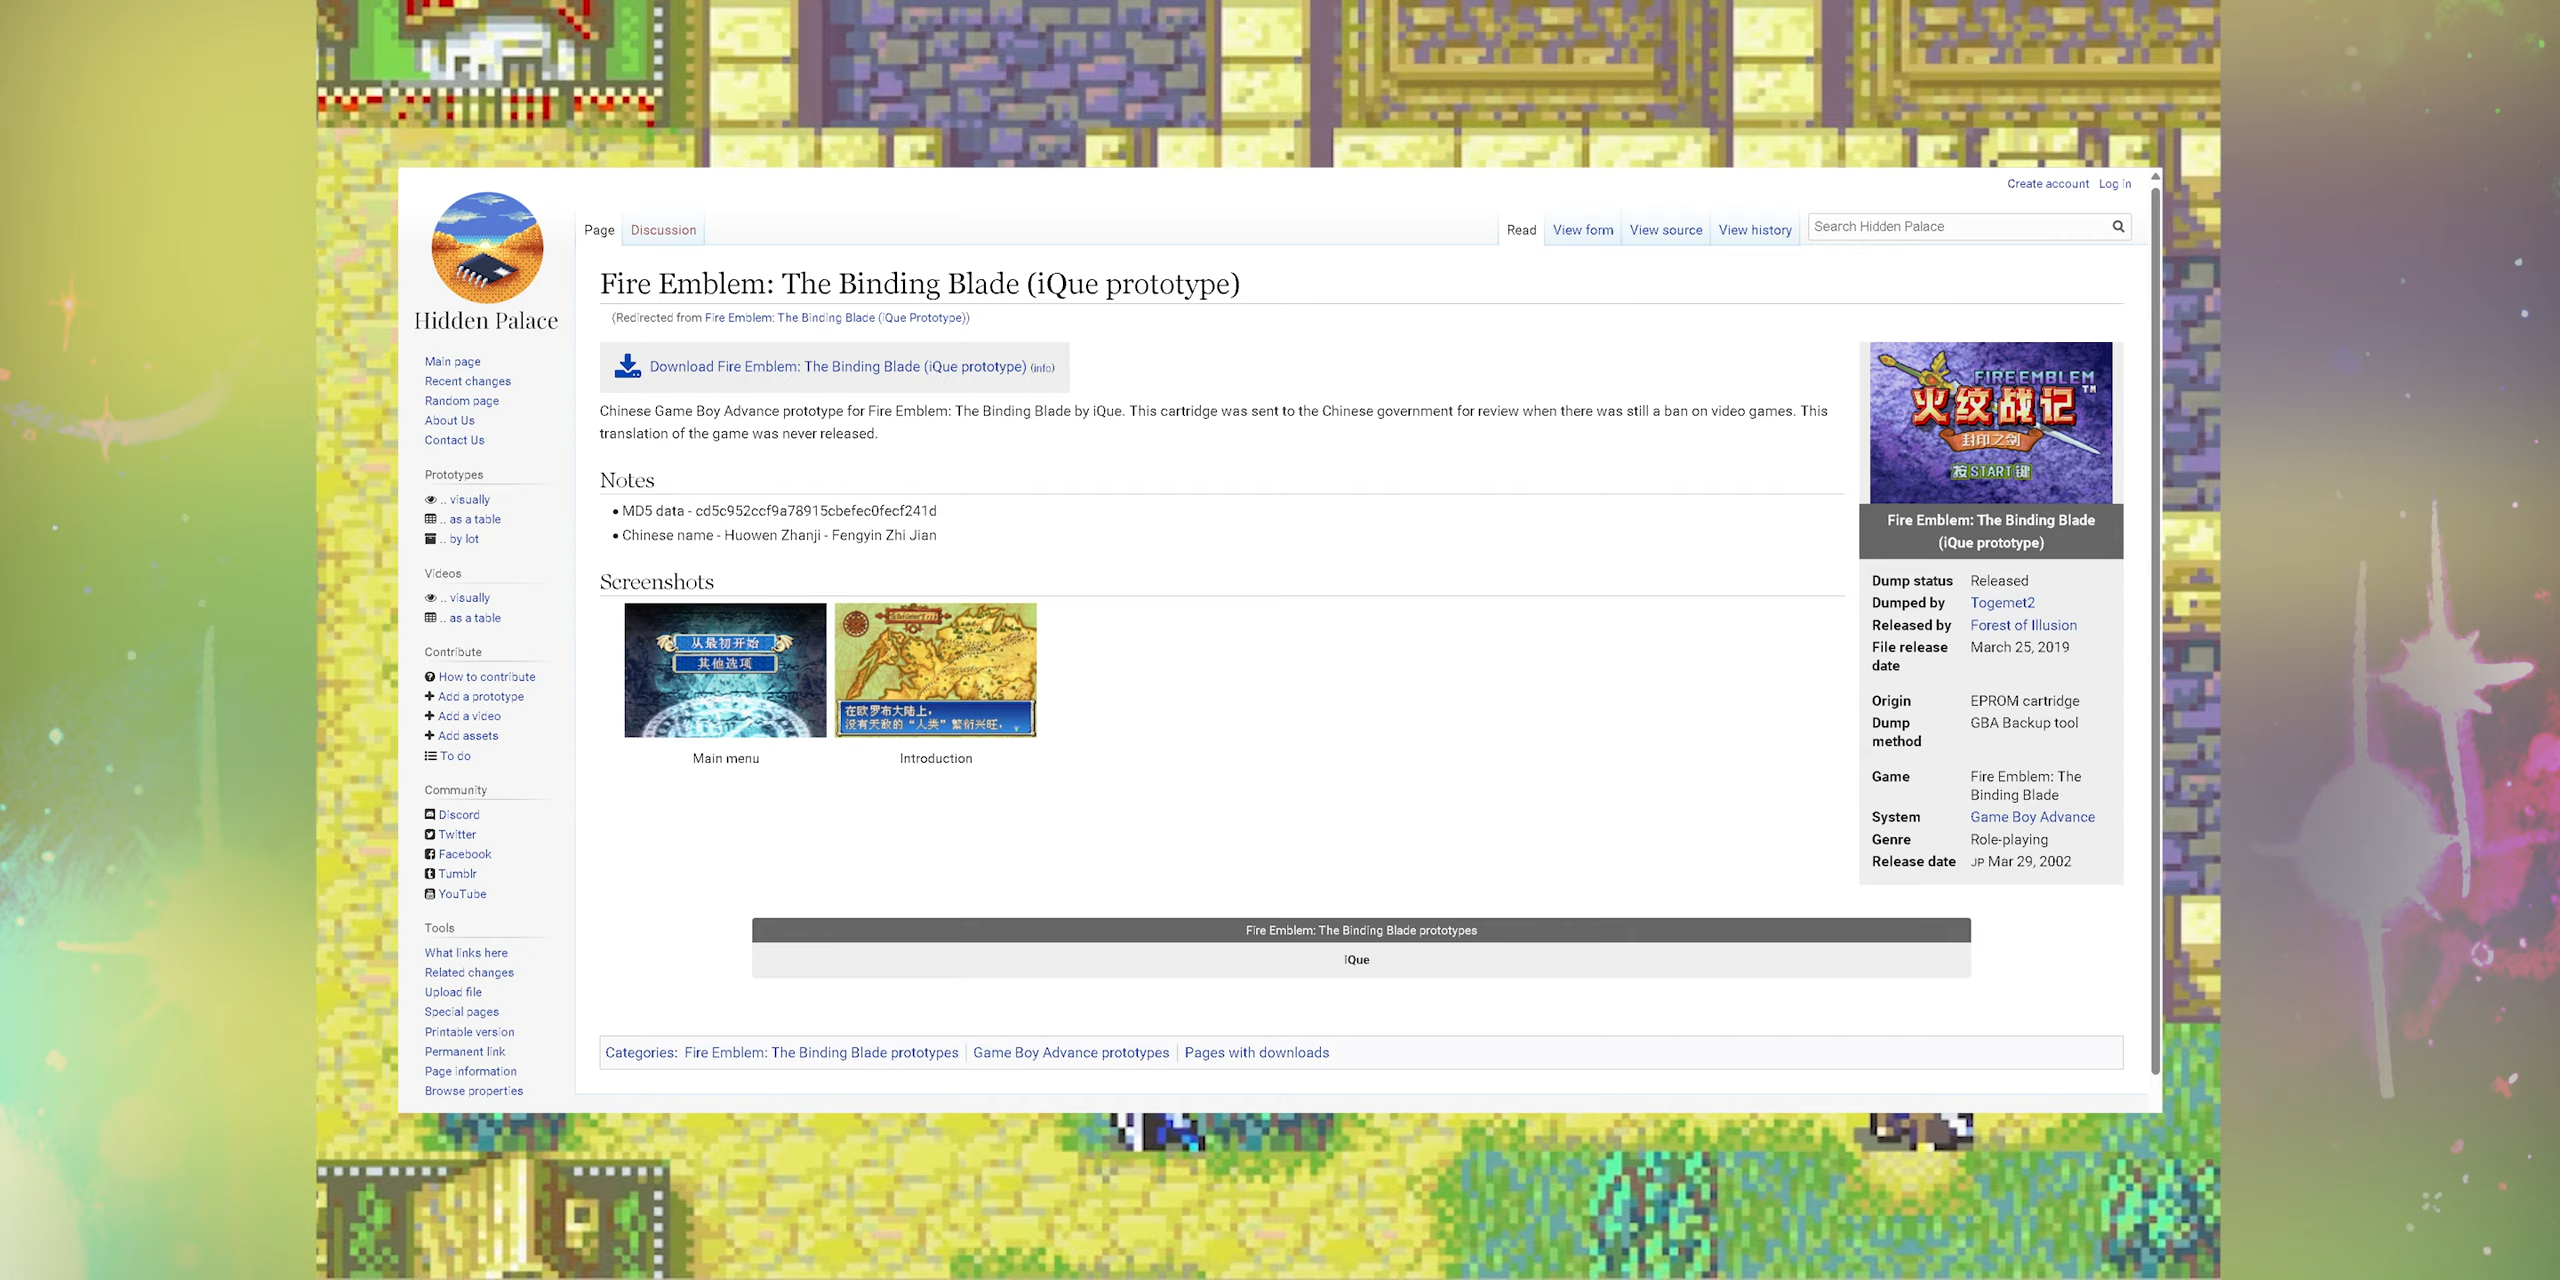 Create account Log in
Page Discussion Read View form View source View history Search Hidden Palace
Hidden Palace
Main page
Recent changes
Random page
About Us
Contact Us
Prototypes
.. visually
.. as a table
.. by lot
Videos
.. visually
.. as a table
Contribute
How to contribute
Add a prototype
Add a video
Add assets
To do
Community
Discord
Twitter
Facebook
Tumblr
YouTube
Tools
What links here
Related changes
Upload file
Special pages
Printable version
Permanent link
Page information
Browse properties
Fire Emblem: The Binding Blade (iQue prototype)
(Redirected from Fire Emblem: The Binding Blade (iQue Prototype))
Download Fire Emblem: The Binding Blade (iQue prototype) (info)
Chinese Game Boy Advance prototype for Fire Emblem: The Binding Blade by iQue. This cartridge was sent to the Chinese government for review when there was still a ban on video games. This
translation of the game was never released.
Notes
• MD5 data - cd5c952ccf9a78915cbefec0fecf241d
• Chinese name - Huowen Zhanji - Fengyin Zhi Jian
Screenshots
从最初开始
其他选项
Main menu
在欧罗布大陆上，
没有天敌的“人类”繁衍兴旺，
Introduction
FIRE EMBLEM
TM
火纹战记
封印之剑
按START键
Fire Emblem: The Binding Blade
(iQue prototype)
Dump status Released
Dumped by Togemet2
Released by Forest of Illusion
File release March 25, 2019
date
Origin EPROM cartridge
Dump GBA Backup tool
method
Game Fire Emblem: The
Binding Blade
System Game Boy Advance
Genre Role-playing
Release date JP Mar 29, 2002
Fire Emblem: The Binding Blade prototypes
iQue
Categories: Fire Emblem: The Binding Blade prototypes Game Boy Advance prototypes Pages with downloads